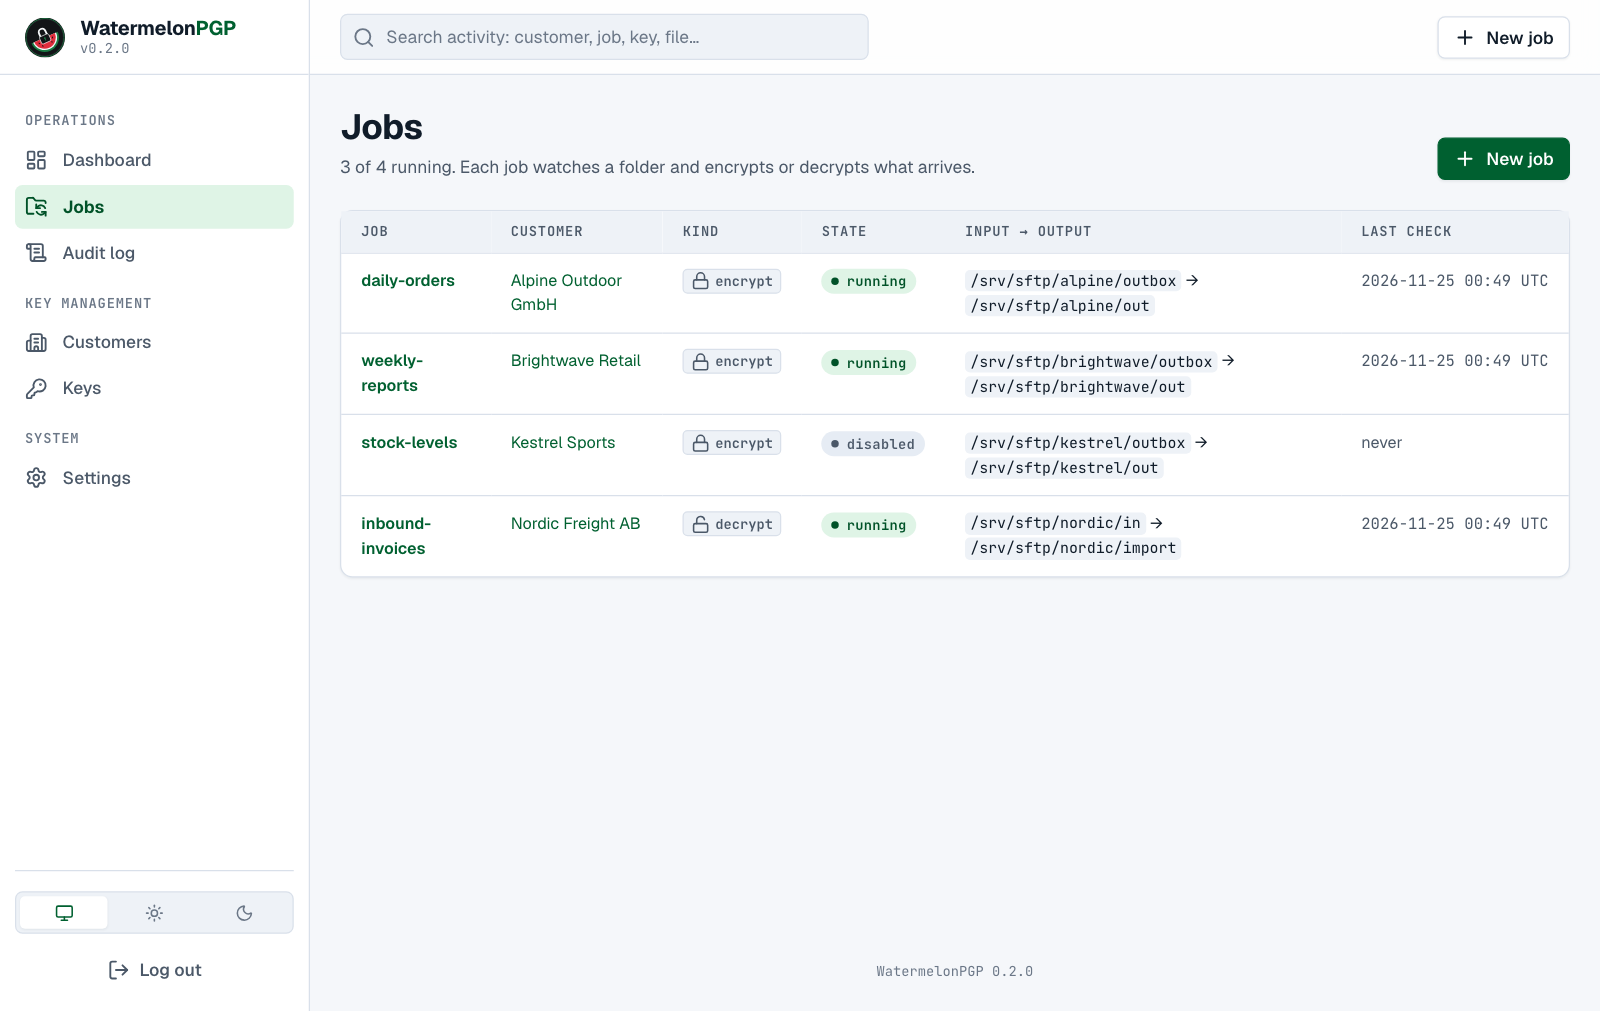 WatermelonPGP
v0.2.0
Search activity: customer, job, key, file…
+ New job
OPERATIONS
Dashboard
Jobs
Audit log
KEY MANAGEMENT
Customers
Keys
SYSTEM
Settings
Log out
Jobs
3 of 4 running. Each job watches a folder and encrypts or decrypts what arrives.
+ New job
JOB CUSTOMER KIND STATE INPUT → OUTPUT LAST CHECK
daily-orders Alpine Outdoor encrypt running /srv/sftp/alpine/outbox → 2026-11-25 00:49 UTC
GmbH /srv/sftp/alpine/out
weekly- Brightwave Retail encrypt running /srv/sftp/brightwave/outbox → 2026-11-25 00:49 UTC
reports /srv/sftp/brightwave/out
stock-levels Kestrel Sports encrypt disabled /srv/sftp/kestrel/outbox → never
/srv/sftp/kestrel/out
inbound- Nordic Freight AB decrypt running /srv/sftp/nordic/in → 2026-11-25 00:49 UTC
invoices /srv/sftp/nordic/import
WatermelonPGP 0.2.0